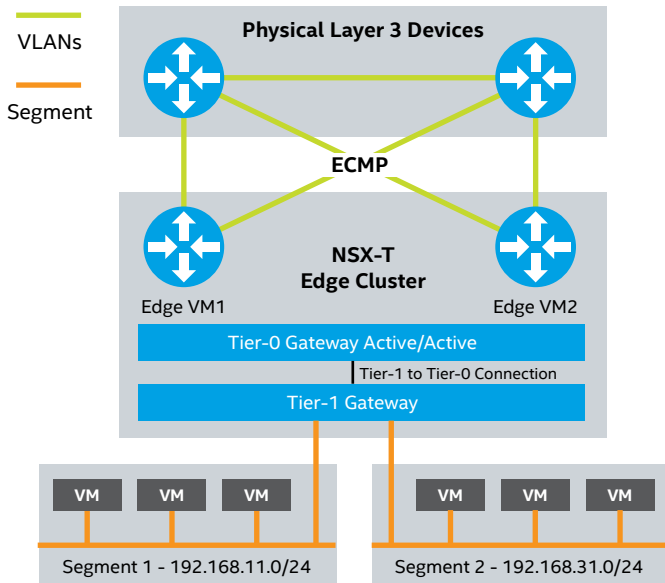 VLANs
Segment
Physical Layer 3 Devices
ECMP
NSX-T
Edge Cluster
Edge VM1
Edge VM2
Tier-0 Gateway Active/Active
Tier-1 to Tier-0 Connection
Tier-1 Gateway
VM
VM
VM
VM
VM
VM
Segment 1 - 192.168.11.0/24
Segment 2 - 192.168.31.0/24